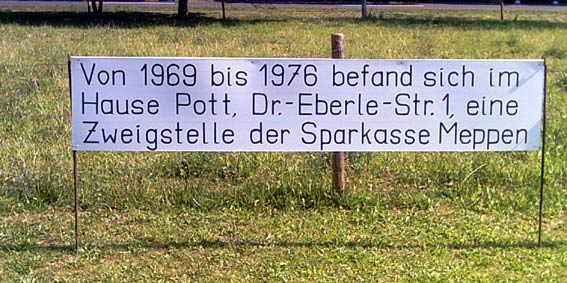 Von 1969 bis 1976 befand sich im
Hause Pott, Dr.-Eberle-Str.1, eine
Zweigstelle der Sparkasse Meppen